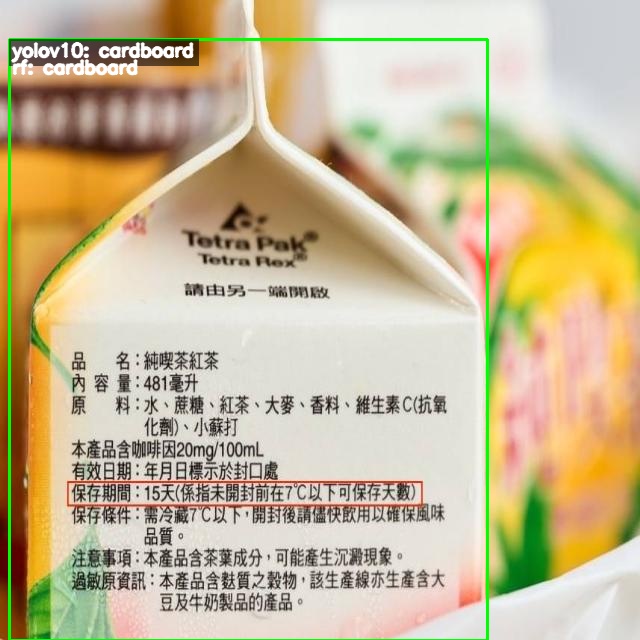 yolov10: cardboard
rf: cardboard
Tetra Pak®
Tetra Rex®
請由另一端開啟
品 名：純喫茶紅茶
內 容 量：481毫升
原 料：水、蔗糖、紅茶、大麥、香料、維生素C(抗氧
化劑)、小蘇打
本產品含咖啡因20mg/100mL
有效日期：年月日標示於封口處
保存期間：15天(係指未開封前在7℃以下可保存天數)
保存條件：需冷藏7℃以下，開封後請儘快飲用以確保風味
品質。
注意事項：本產品含茶葉成分，可能產生沉澱現象。
過敏原資訊：本產品含麩質之穀物，該生產線亦生產含大
豆及牛奶製品的產品。